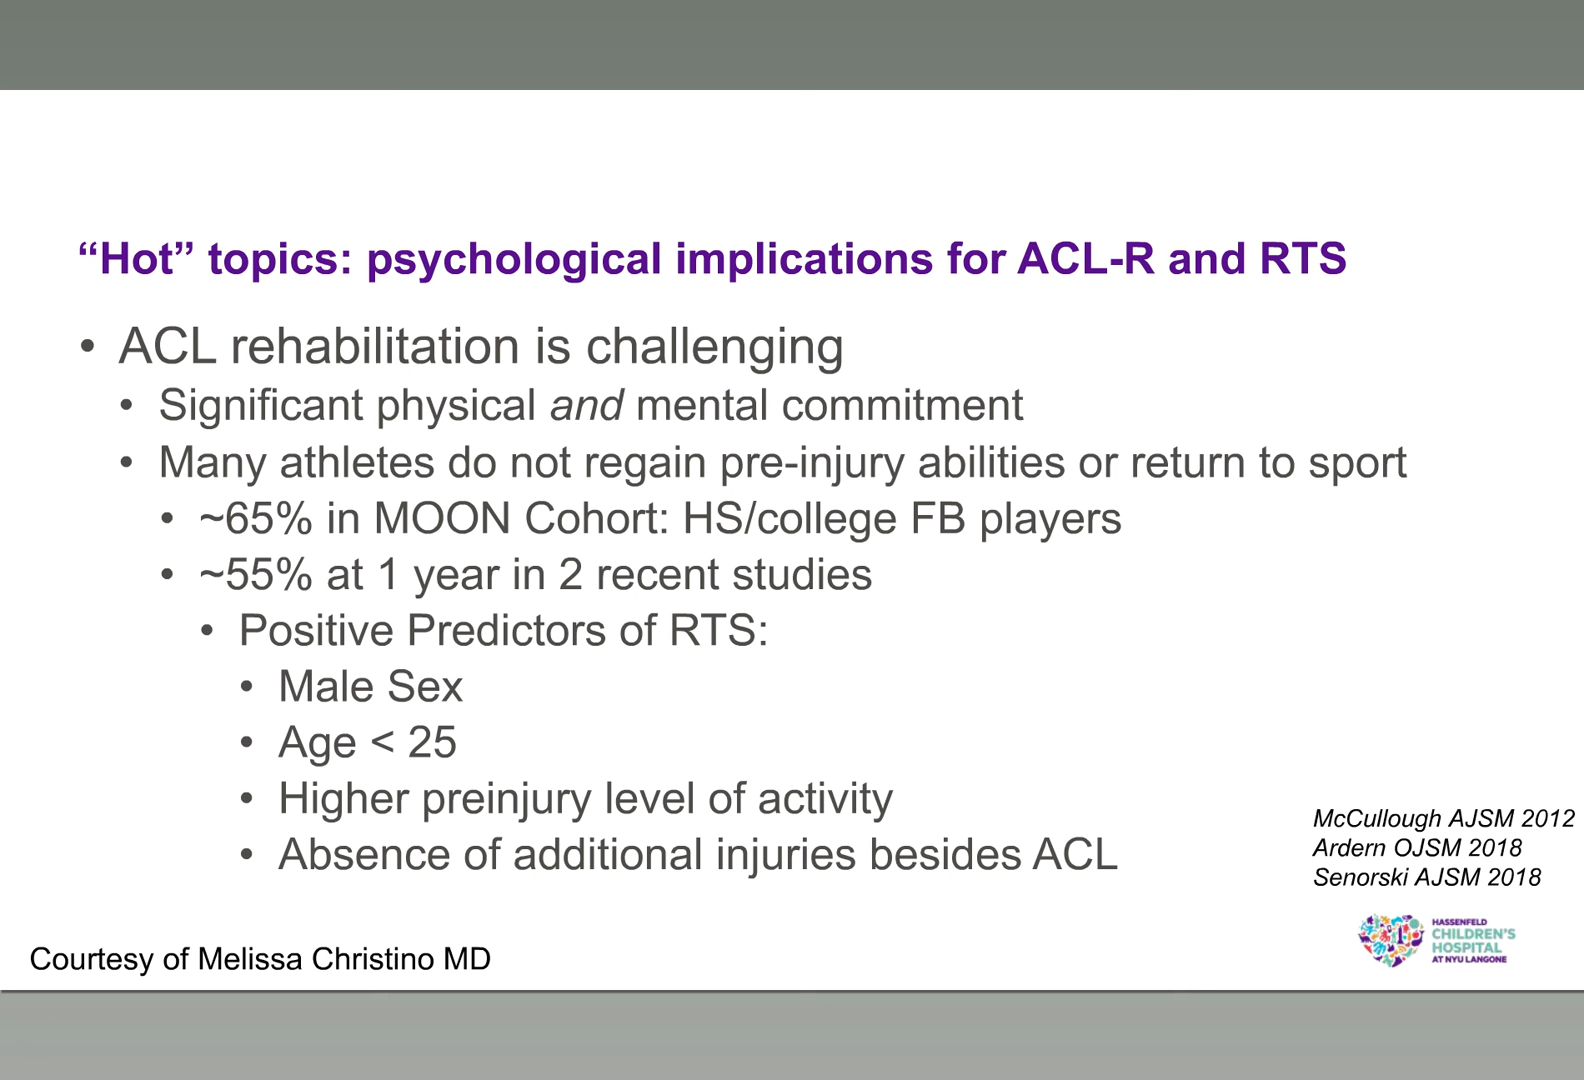 “Hot” topics: psychological implications for ACL-R and RTS
• ACL rehabilitation is challenging
• Significant physical and mental commitment
• Many athletes do not regain pre-injury abilities or return to sport
• ~65% in MOON Cohort: HS/college FB players
• ~55% at 1 year in 2 recent studies
• Positive Predictors of RTS:
• Male Sex
• Age < 25
• Higher preinjury level of activity
• Absence of additional injuries besides ACL
McCullough AJSM 2012
Ardern OJSM 2018
Senorski AJSM 2018
HASSENFELD
CHILDREN'S
HOSPITAL
AT NYU LANGONE
Courtesy of Melissa Christino MD